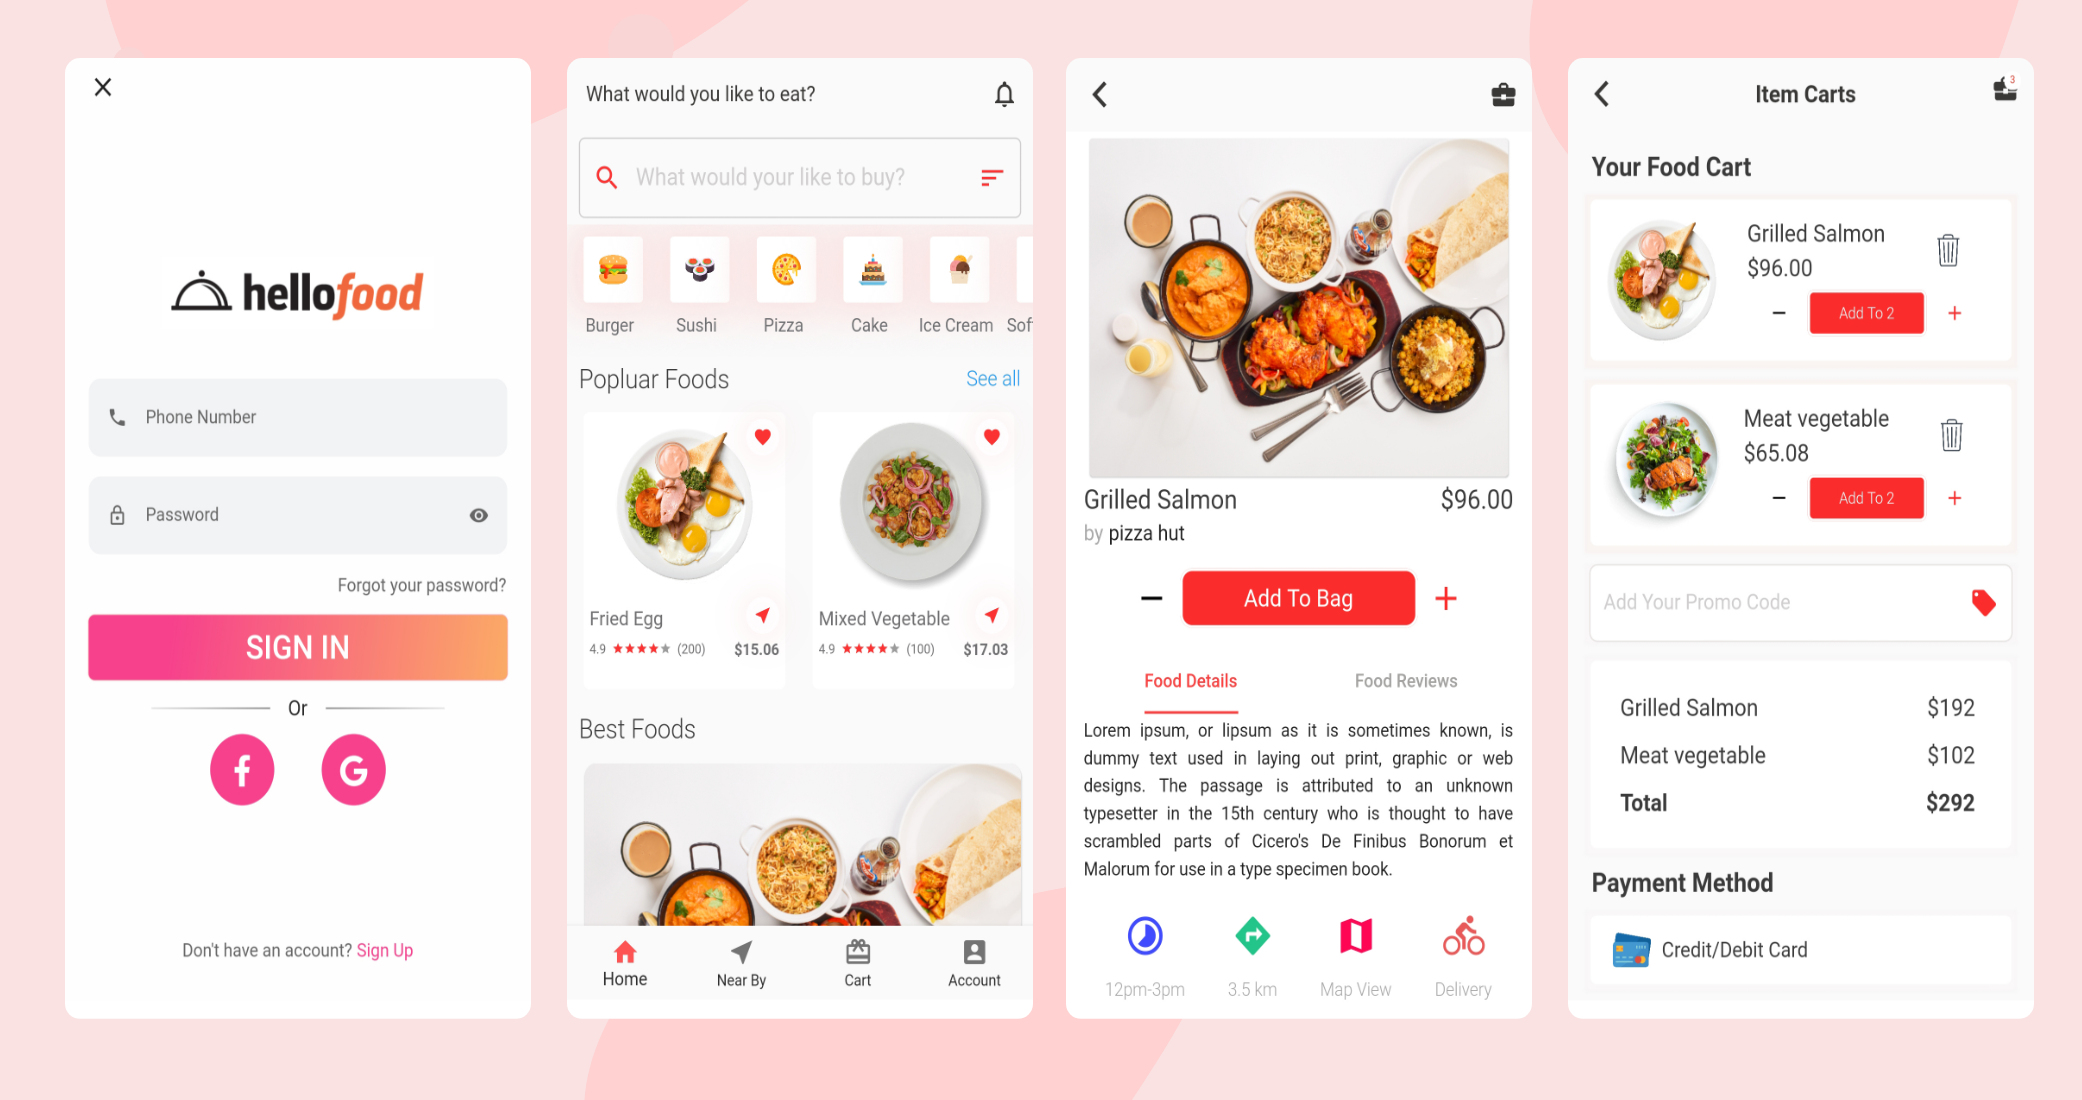 hellofood
Phone Number
Password
Forgot your password?
SIGN IN
Or
Don't have an account? Sign Up
What would you like to eat?
What would your like to buy?
Burger
Sushi
Pizza
Cake
Ice Cream
Sof
Popluar Foods
See all
Fried Egg
4.9 (200) $15.06
Mixed Vegetable
4.9 (100) $17.03
Best Foods
Home
Near By
Cart
Account
Grilled Salmon $96.00
by pizza hut
Add To Bag
Food Details
Food Reviews
Lorem ipsum, or lipsum as it is sometimes known, is
dummy text used in laying out print, graphic or web
designs. The passage is attributed to an unknown
typesetter in the 15th century who is thought to have
scrambled parts of Cicero's De Finibus Bonorum et
Malorum for use in a type specimen book.
12pm-3pm
3.5 km
Map View
Delivery
Item Carts
3
Your Food Cart
Grilled Salmon
$96.00
Add To 2
Meat vegetable
$65.08
Add To 2
Add Your Promo Code
Grilled Salmon $192
Meat vegetable $102
Total $292
Payment Method
Credit/Debit Card